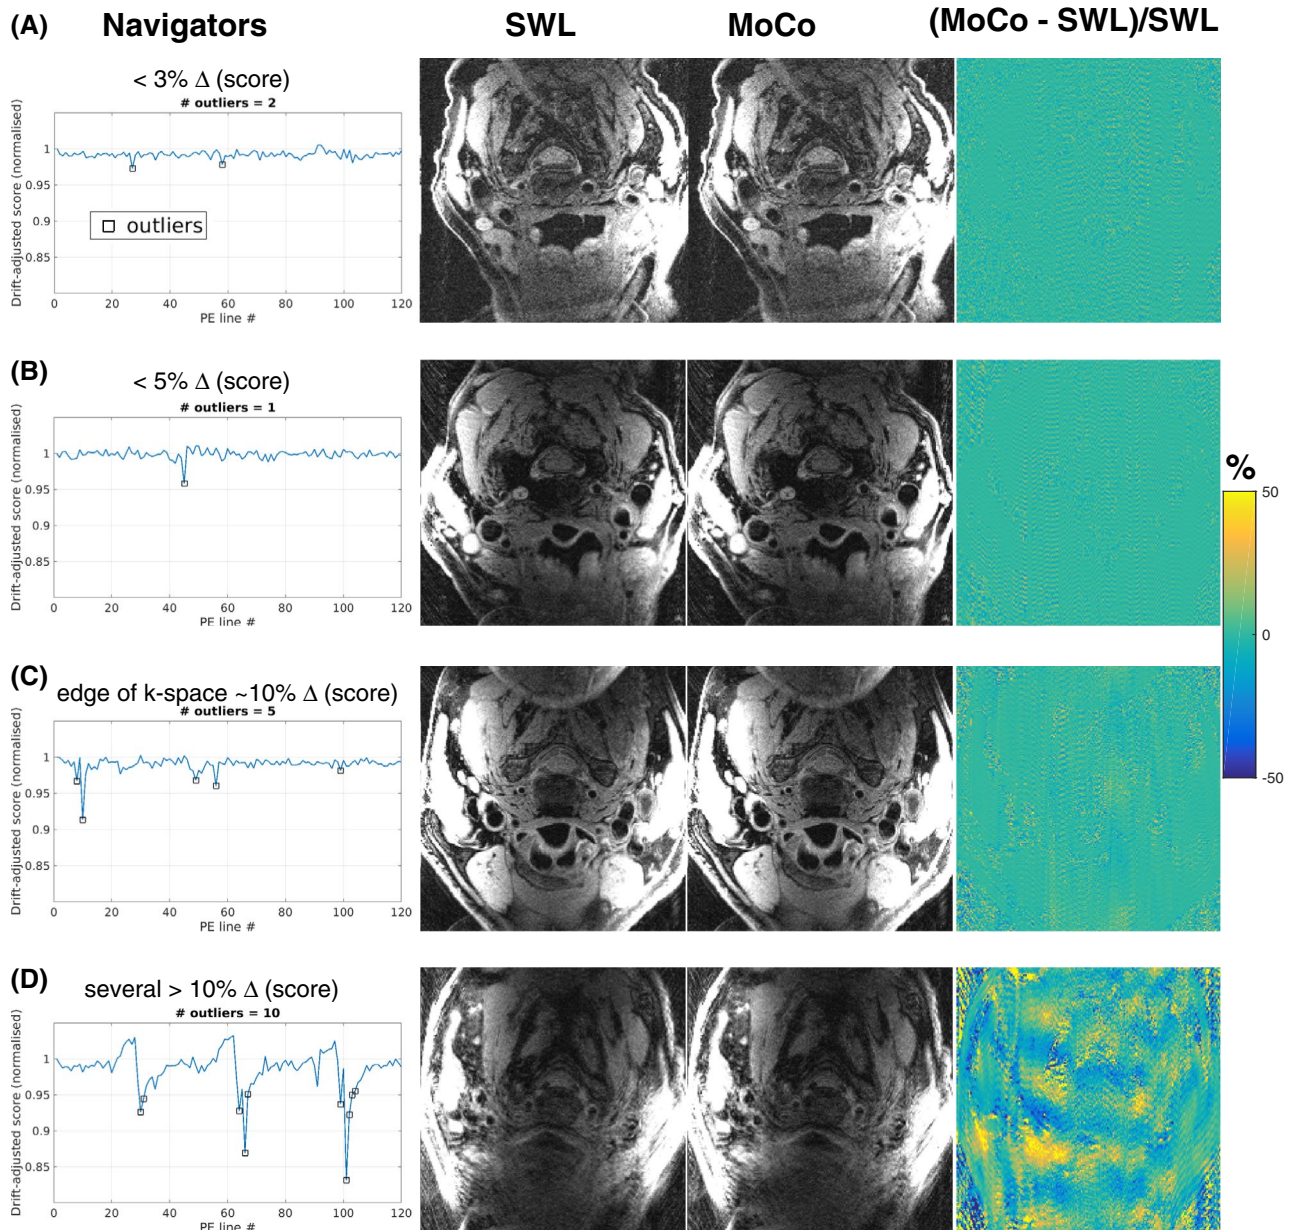 (A) Navigators SWL MoCo (MoCo - SWL)/SWL
< 3% Δ (score)
# outliers = 2
Drift-adjusted score (normalised)
1
0.95
0.9
0.85
outliers
0 20 40 60 80 100 120
PE line #
(B)
< 5% Δ (score)
# outliers = 1
Drift-adjusted score (normalised)
1
0.95
0.9
0.85
0 20 40 60 80 100 120
PE line #
%
50
0
-50
(C)
edge of k-space ~10% Δ (score)
# outliers = 5
Drift-adjusted score (normalised)
1
0.95
0.9
0.85
0 20 40 60 80 100 120
PE line #
(D)
several > 10% Δ (score)
# outliers = 10
Drift-adjusted score (normalised)
1
0.95
0.9
0.85
0 20 40 60 80 100 120
PE line #